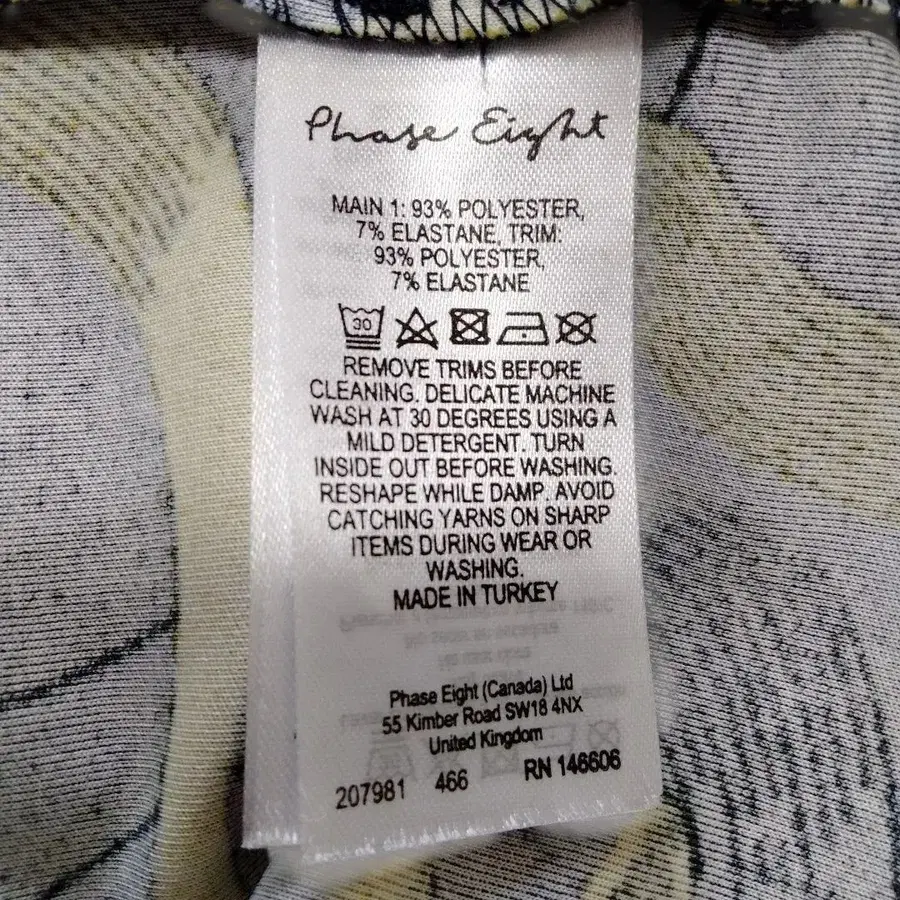 Phase Eight
MAIN 1: 93% POLYESTER,
7% ELASTANE, TRIM:
93% POLYESTER,
7% ELASTANE
30
REMOVE TRIMS BEFORE
CLEANING. DELICATE MACHINE
WASH AT 30 DEGREES USING A
MILD DETERGENT. TURN
INSIDE OUT BEFORE WASHING.
RESHAPE WHILE DAMP. AVOID
CATCHING YARNS ON SHARP
ITEMS DURING WEAR OR
WASHING.
MADE IN TURKEY
Phase Eight (Canada) Ltd
55 Kimber Road SW18 4NX
United Kingdom
207981 466 RN 146606